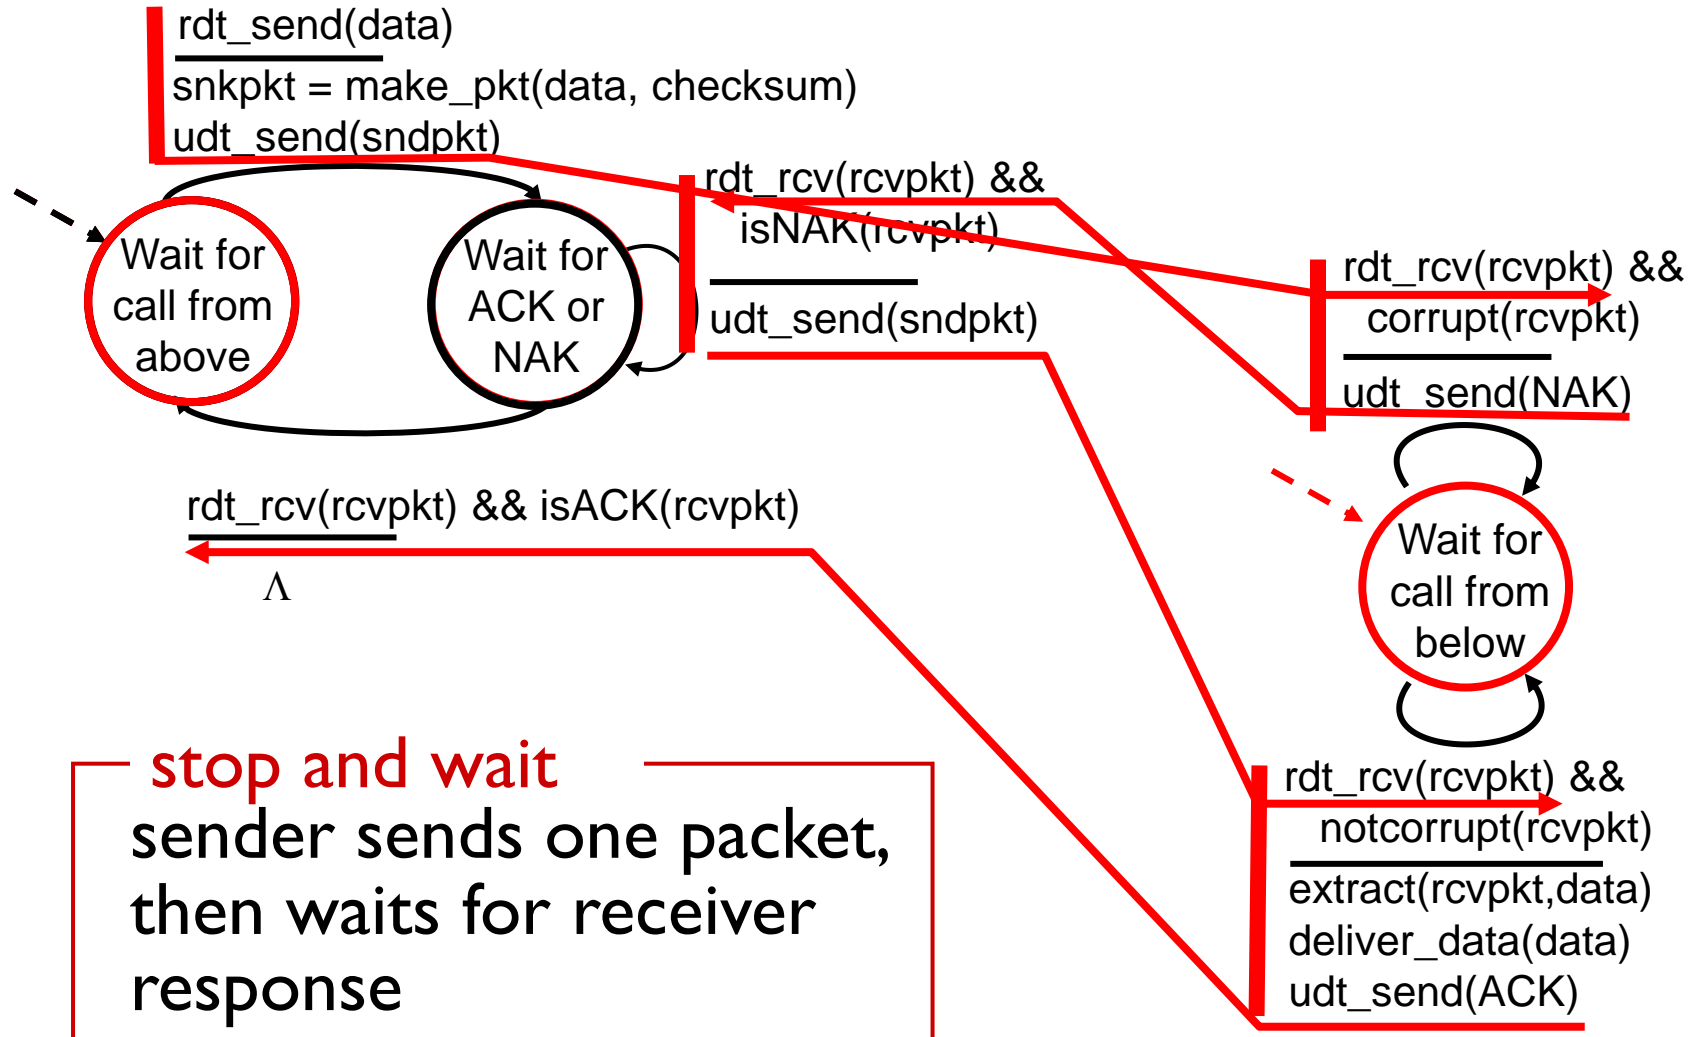 rdt_send(data)
snkpkt = make_pkt(data, checksum)
udt_send(sndpkt)
Wait for
call from
above
Wait for
ACK or
NAK
rdt_rcv(rcvpkt) &&
isNAK(rcvpkt)
udt_send(sndpkt)
rdt_rcv(rcvpkt) && isACK(rcvpkt)
Λ
rdt_rcv(rcvpkt) &&
corrupt(rcvpkt)
udt_send(NAK)
Wait for
call from
below
rdt_rcv(rcvpkt) &&
notcorrupt(rcvpkt)
extract(rcvpkt,data)
deliver_data(data)
udt_send(ACK)
stop and wait
sender sends one packet,
then waits for receiver
response